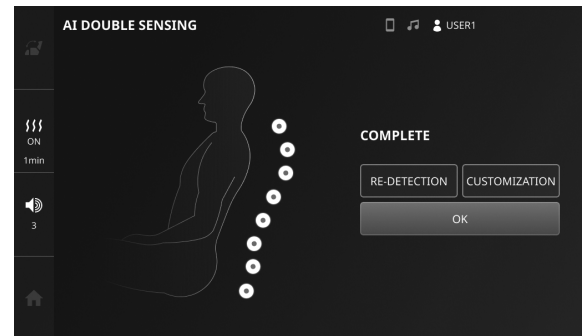 AI DOUBLE SENSING
USER1
ON
1min
3
COMPLETE
RE-DETECTION
CUSTOMIZATION
OK